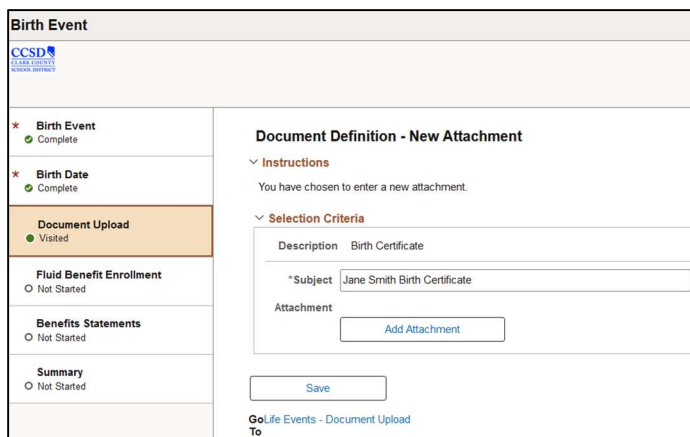 Birth Event
CCSD
CLARK COUNTY
SCHOOL DISTRICT
* Birth Event
Complete
* Birth Date
Complete
Document Upload
Visited
Fluid Benefit Enrollment
Not Started
Benefits Statements
Not Started
Summary
Not Started
Document Definition - New Attachment
Instructions
You have chosen to enter a new attachment.
Selection Criteria
Description Birth Certificate
*Subject Jane Smith Birth Certificate
Attachment
Add Attachment
Save
Go To Life Events - Document Upload